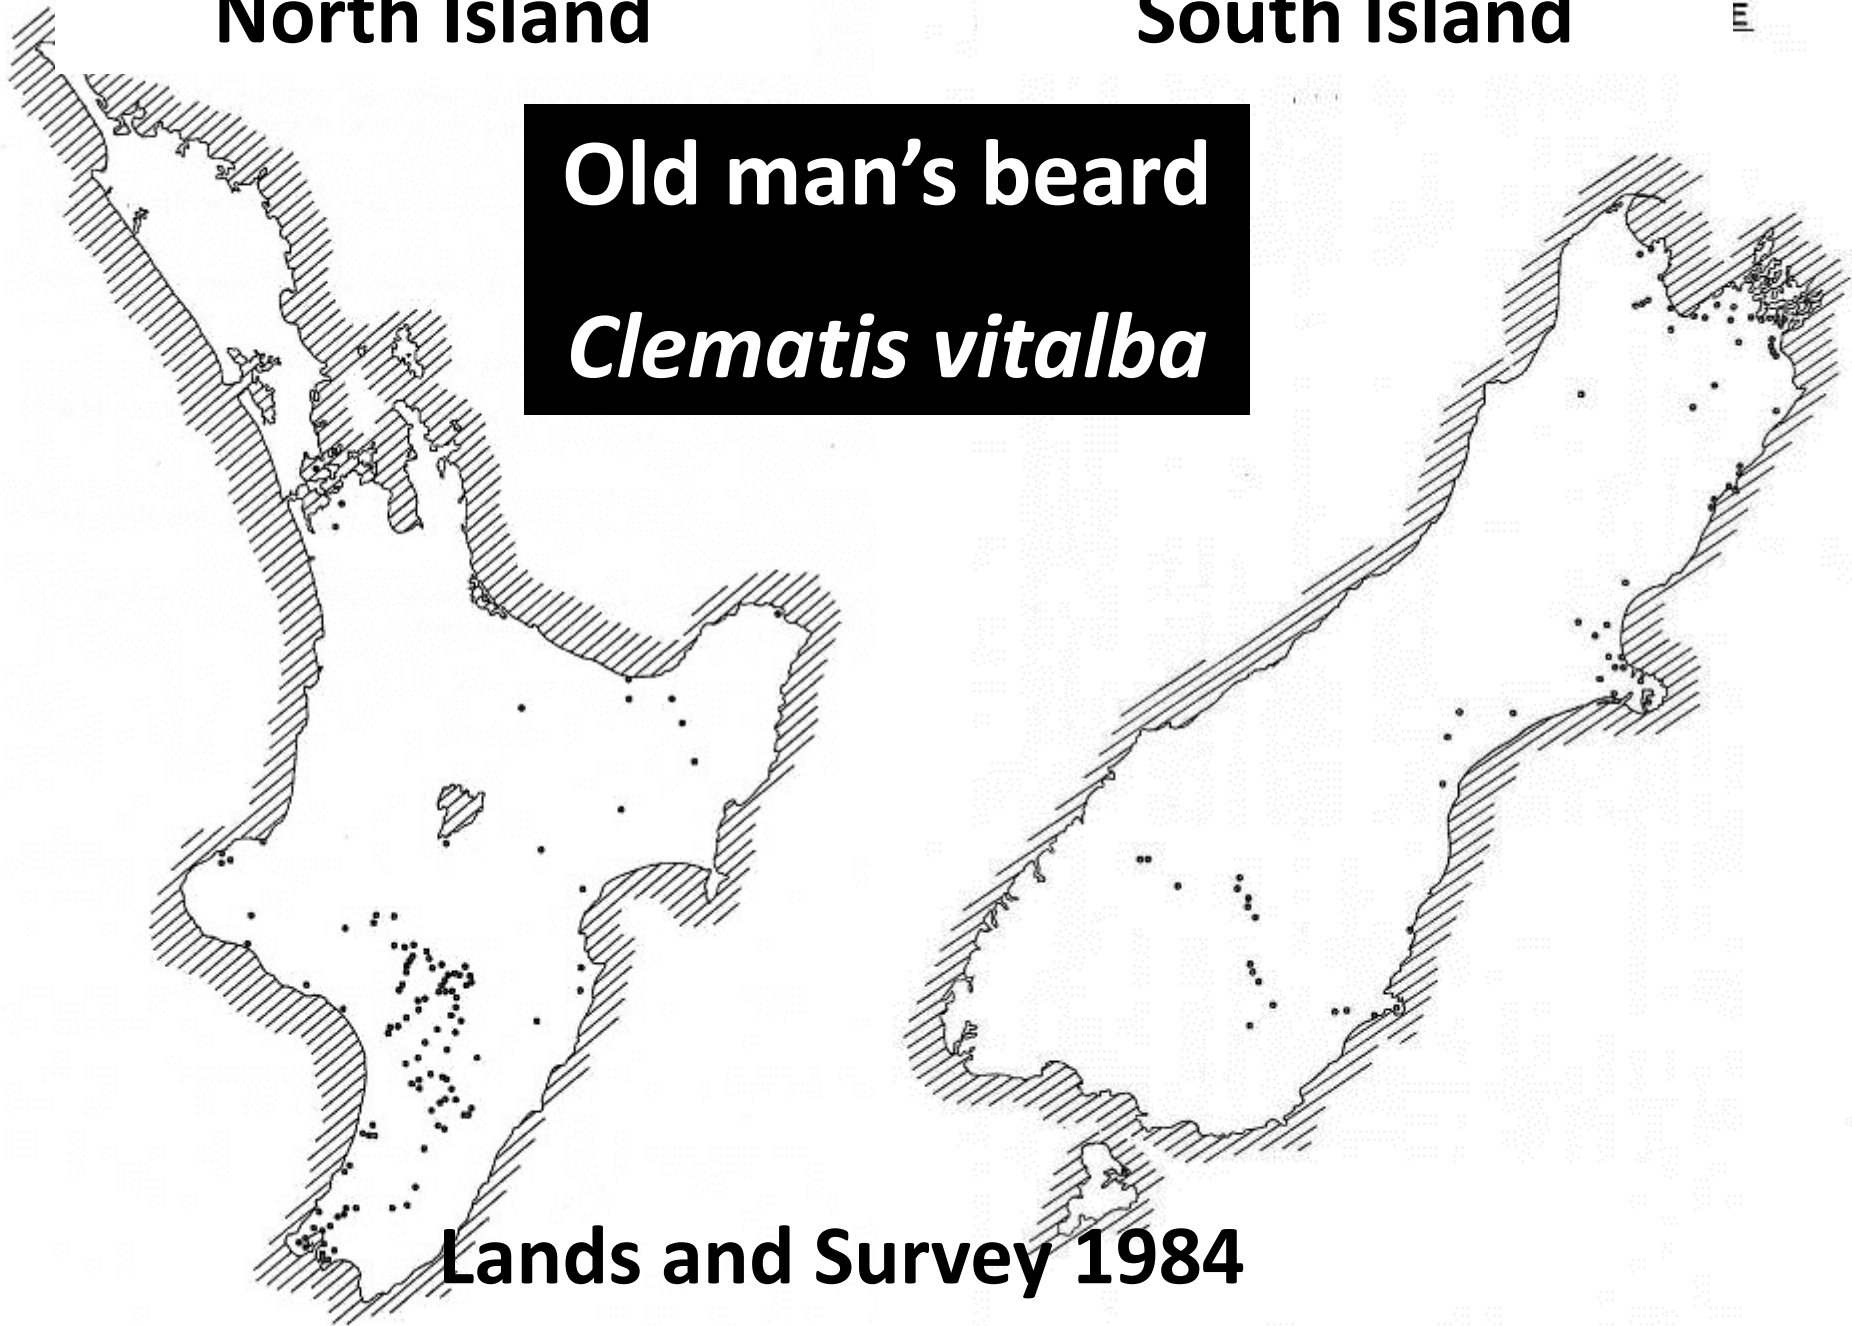 North Island
South Island
E
Old man’s beard
Clematis vitalba
Lands and Survey 1984